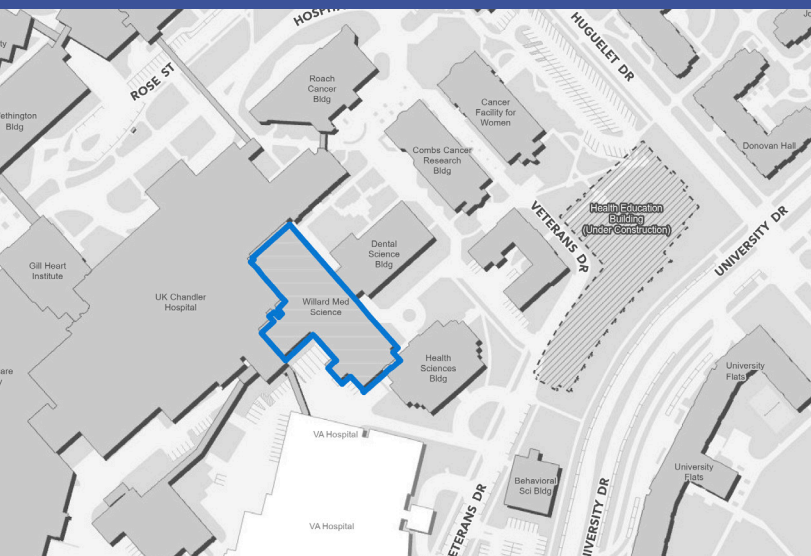 HOSPI
HUGUELET DR
ROSE ST
Roach
Cancer
Bldg
Cancer
Facility for
Women
ethington
Bldg
Combs Cancer
Research
Bldg
Donovan Hall
VETERANS DR
Health Education
Building
(Under Construction)
UNIVERSITY DR
Dental
Science
Bldg
Gill Heart
Institute
UK Chandler
Hospital
Willard Med
Science
Health
Sciences
Bldg
University
Flats
are
VA Hospital
University
Flats
Behavioral
Sci Bldg
VA Hospital
ETERANS DR
IVERSITY DR